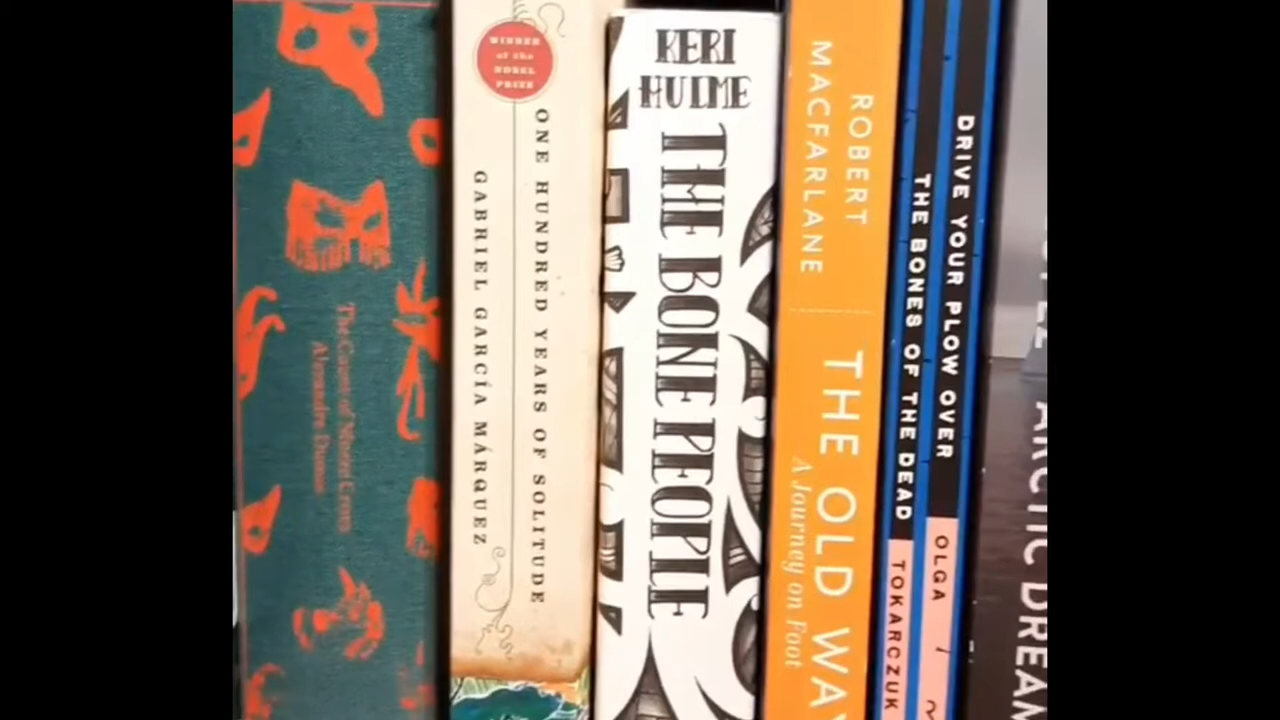 The Count of Monte Cristo
Alexandre Dumas
WINNER
of the
NOBEL
PRIZE
ONE HUNDRED YEARS OF SOLITUDE
GABRIEL GARCÍA MÁRQUEZ
KERI
HULME
THE BONE PEOPLE
ROBERT
MACFARLANE
THE OLD WAY
A Journey on Foot
DRIVE YOUR PLOW OVER
THE BONES OF THE DEAD
OLGA
TOKARCZUK
ARCTIC DREAM